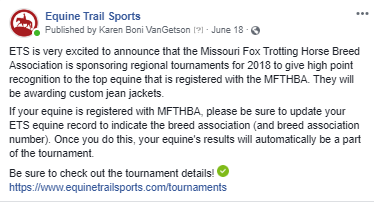 Equine Trail Sports
Published by Karen Boni VanGetson [?] · June 18 ·
ETS is very excited to announce that the Missouri Fox Trotting Horse Breed
Association is sponsoring regional tournaments for 2018 to give high point
recognition to the top equine that is registered with the MFTHBA. They will
be awarding custom jean jackets.
If your equine is registered with MFTHBA, please be sure to update your
ETS equine record to indicate the breed association (and breed association
number). Once you do this, your equine's results will automatically be a part
of the tournament.
Be sure to check out the tournament details!
https://www.equinetrailsports.com/tournaments